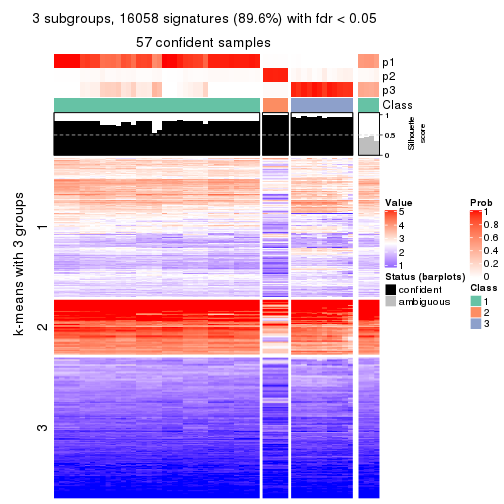 3 subgroups, 16058 signatures (89.6%) with fdr < 0.05
57 confident samples
p1
p2
p3
Class
1
0.5
0
Silhouette
score
k-means with 3 groups
1
2
3
Value
5
4
3
2
1
Status (barplots)
confident
ambiguous
Prob
1
0.8
0.6
0.4
0.2
0
Class
1
2
3